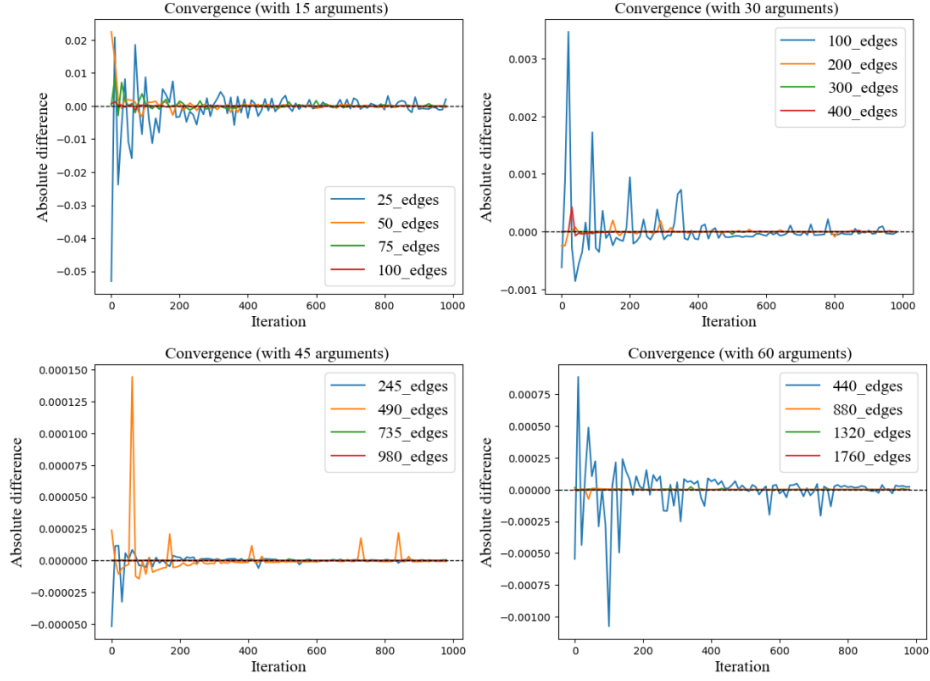 Convergence (with 15 arguments)
Absolute difference
0.02
0.01
0.00
−0.01
−0.02
−0.03
−0.04
−0.05
25_edges
50_edges
75_edges
100_edges
0
200
400
600
800
1000
Iteration
Convergence (with 30 arguments)
Absolute difference
0.003
0.002
0.001
0.000
−0.001
100_edges
200_edges
300_edges
400_edges
0
200
400
600
800
1000
Iteration
Convergence (with 45 arguments)
Absolute difference
0.000150
0.000125
0.000100
0.000075
0.000050
0.000025
0.000000
−0.000025
−0.000050
245_edges
490_edges
735_edges
980_edges
0
200
400
600
800
1000
Iteration
Convergence (with 60 arguments)
Absolute difference
0.00075
0.00050
0.00025
0.00000
−0.00025
−0.00050
−0.00075
−0.00100
440_edges
880_edges
1320_edges
1760_edges
0
200
400
600
800
1000
Iteration